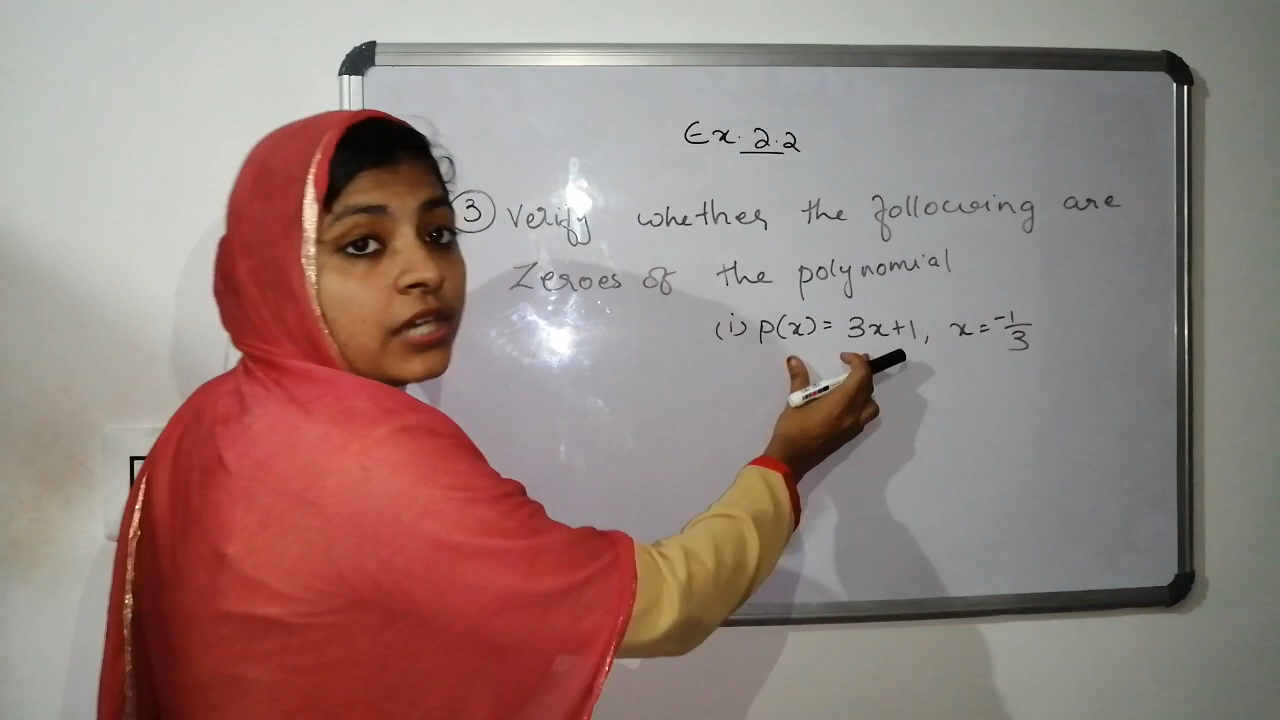 Ex. 2.2
3 Verify whether the following are
Zeroes of the polynomial
(i) p(x) = 3x+1, x = -1/3